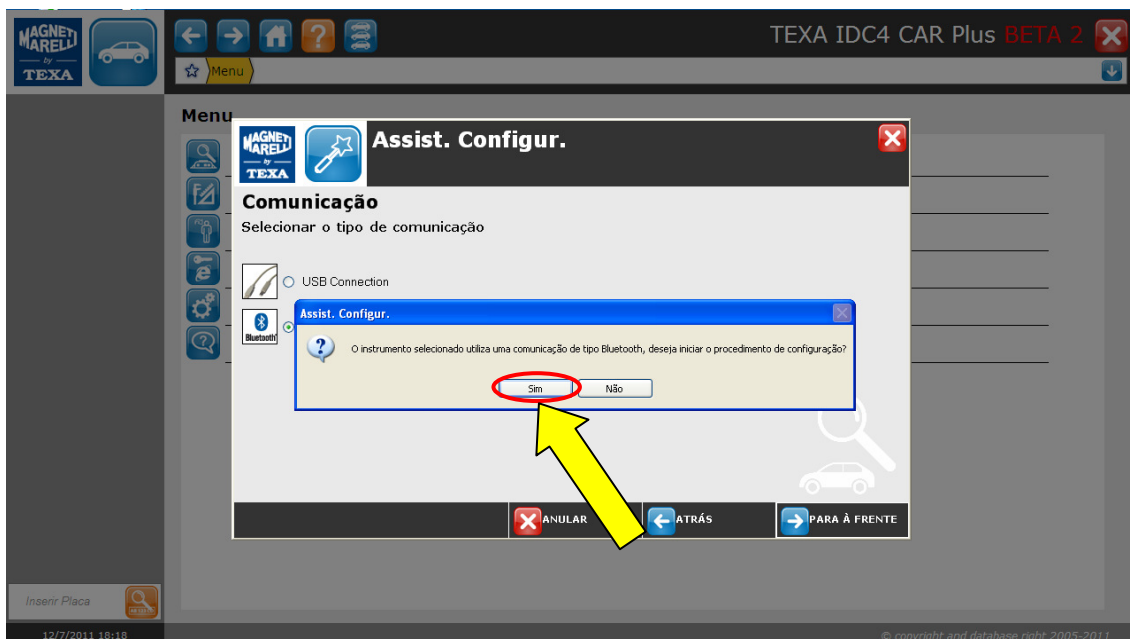 MAGNETI
MARELLI
by
TEXA
TEXA IDC4 CAR Plus BETA 2
Menu
Menu
MAGNETI
MARELLI
by
TEXA
Assist. Configur.
Comunicação
Selecionar o tipo de comunicação
USB Connection
Bluetooth
Assist. Configur.
O instrumento selecionado utiliza uma comunicação de tipo Bluetooth, deseja iniciar o procedimento de configuração?
Sim
Não
ANULAR
ATRÁS
PARA À FRENTE
Inserir Placa
12/7/2011 18:18
© copyright and database right 2005-2011